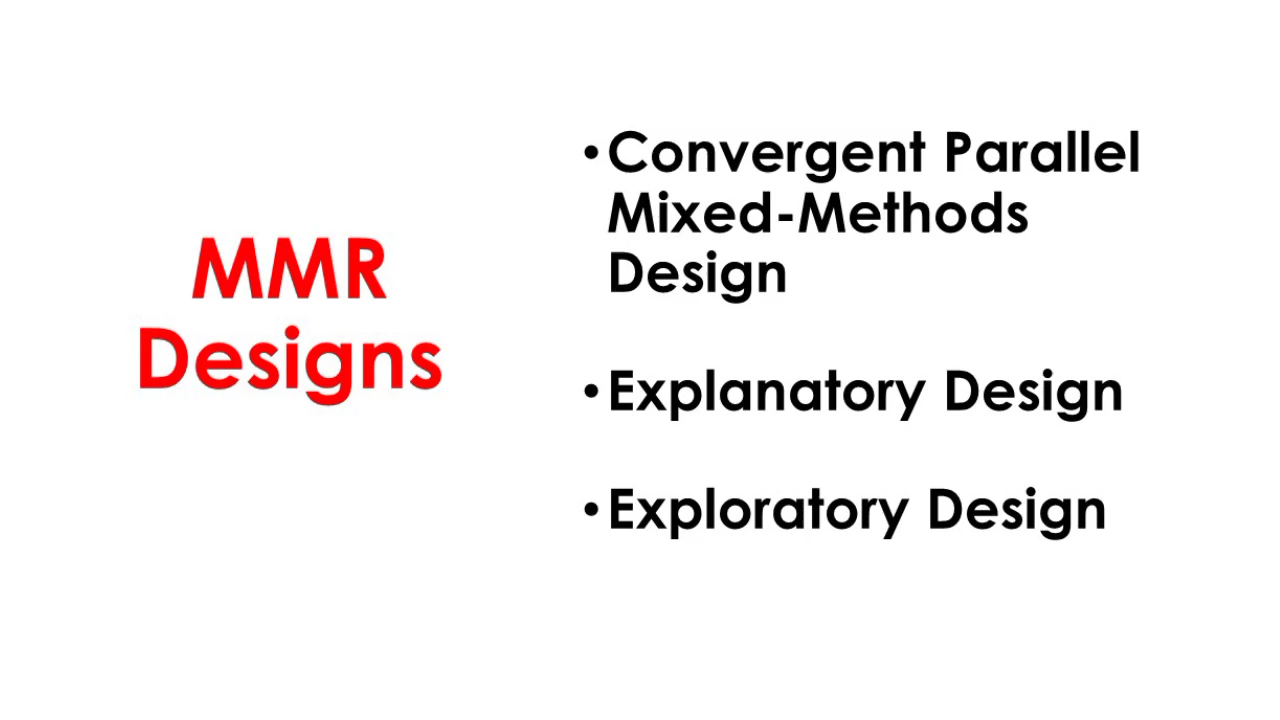 MMR
Designs
• Convergent Parallel
Mixed-Methods
Design
• Explanatory Design
• Exploratory Design